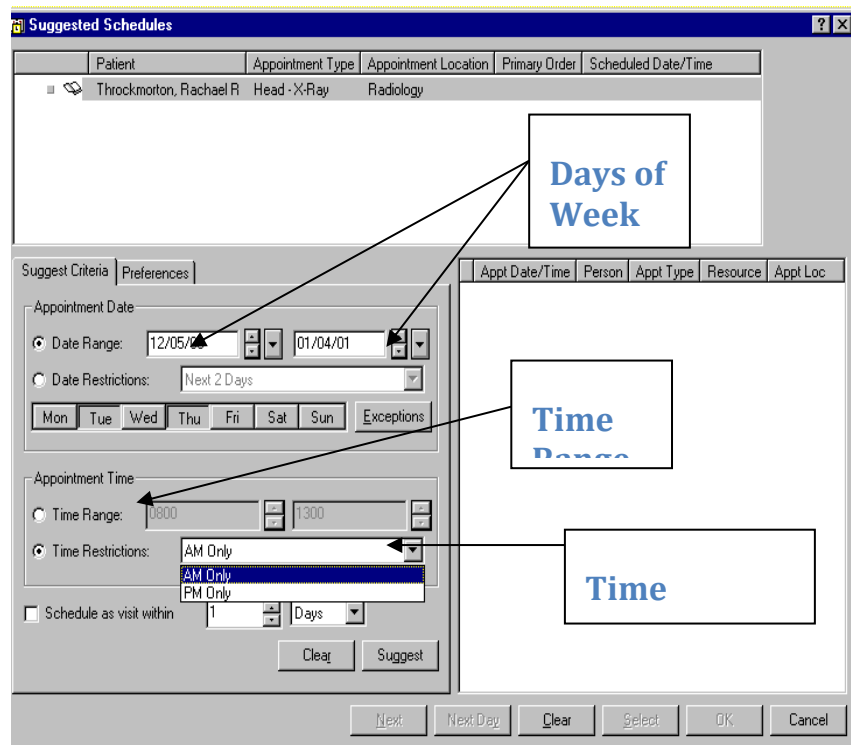 Suggested Schedules
Patient Appointment Type Appointment Location Primary Order Scheduled Date/Time
Throckmorton, Rachael R Head - X-Ray Radiology
Days of
Week
Suggest Criteria Preferences
Appt Date/Time Person Appt Type Resource Appt Loc
Appointment Date
Date Range: 01/04/01
Date Restrictions: Next 2 Days
Mon Tue Wed Thu Fri Sat Sun Exceptions
Time
Range
Appointment Time
Time Range: 0800 1300
Time Restrictions: AM Only
AM Only
PM Only
Time
Schedule as visit within 1 Days
Clear Suggest
Next Next Day Clear Select OK Cancel